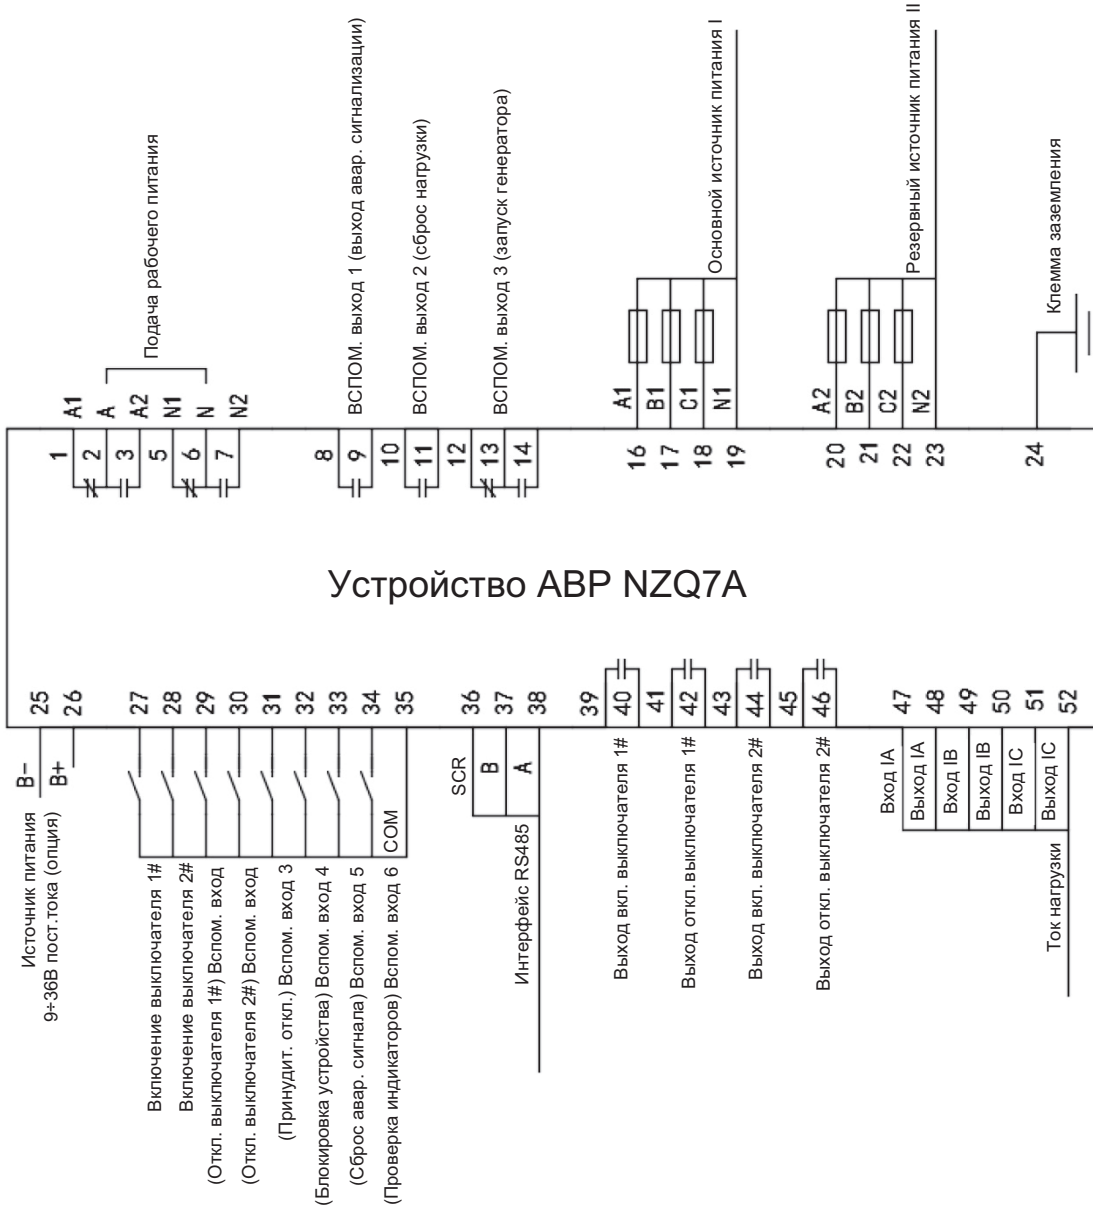 Подача рабочего питания
ВСПОМ. выход 1 (выход авар. сигнализации)
ВСПОМ. выход 2 (сброс нагрузки)
ВСПОМ. выход 3 (запуск генератора)
Основной источник питания I
Резервный источник питания II
Клемма заземления
A1
A
A2
N1
N
N2
A1
B1
C1
N1
A2
B2
C2
N2
1
2
3
5
6
7
8
9
10
11
12
13
14
16
17
18
19
20
21
22
23
24
Устройство АВР NZQ7A
25
26
27
28
29
30
31
32
33
34
35
36
37
38
39
40
41
42
43
44
45
46
47
48
49
50
51
52
B−
B+
Источник питания
9÷36В пост.тока (опция)
Включение выключателя 1#
Включение выключателя 2#
(Откл. выключателя 1#) Вспом. вход
(Откл. выключателя 2#) Вспом. вход
(Принудит. откл.) Вспом. вход 3
(Блокировка устройства) Вспом. вход 4
(Сброс авар. сигнала) Вспом. вход 5
(Проверка индикаторов) Вспом. вход 6
COM
SCR
B
A
Интерфейс RS485
Выход вкл. выключателя 1#
Выход откл. выключателя 1#
Выход вкл. выключателя 2#
Выход откл. выключателя 2#
Вход IA
Выход IA
Вход IB
Выход IB
Вход IC
Выход IC
Ток нагрузки